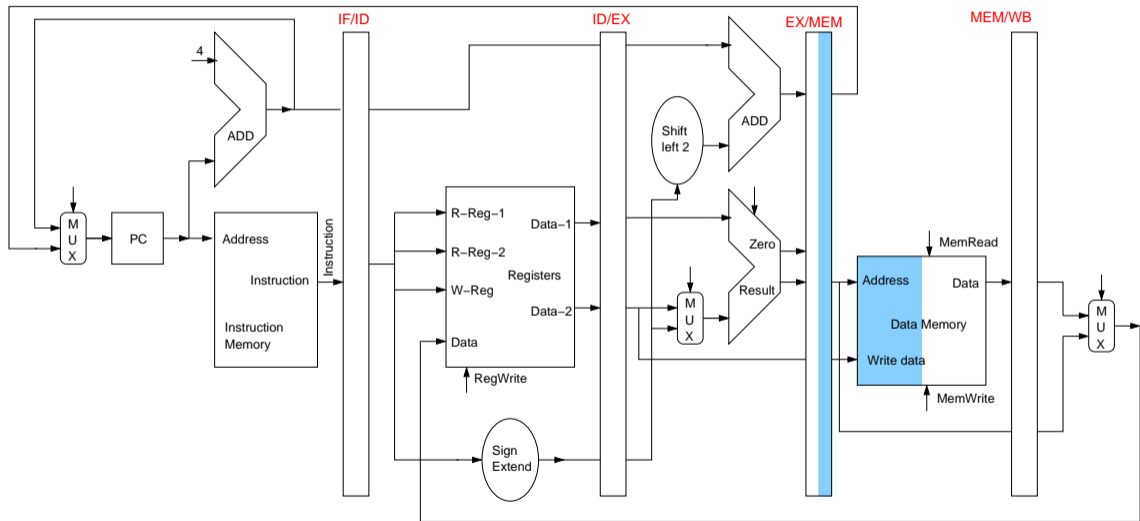 IF/ID
ID/EX
EX/MEM
MEM/WB
4
ADD
M
U
X
PC
Address
Instruction
Instruction
Memory
Instruction
R-Reg-1
R-Reg-2
W-Reg
Data
Data-1
Registers
Data-2
RegWrite
Sign
Extend
Shift
left 2
ADD
M
U
X
Zero
Result
MemRead
Address
Data
Data Memory
Write data
MemWrite
M
U
X